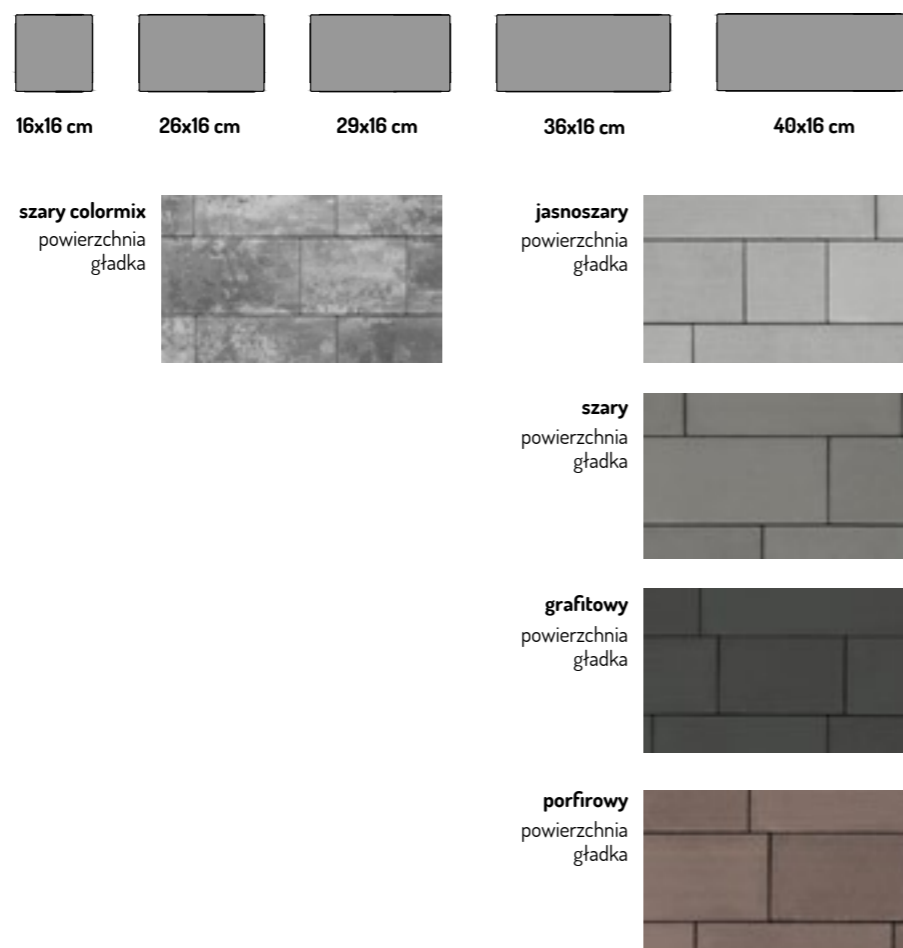 16x16 cm
26x16 cm
29x16 cm
36x16 cm
40x16 cm
szary colormix
powierzchnia
gładka
jasnoszary
powierzchnia
gładka
szary
powierzchnia
gładka
grafitowy
powierzchnia
gładka
porfirowy
powierzchnia
gładka